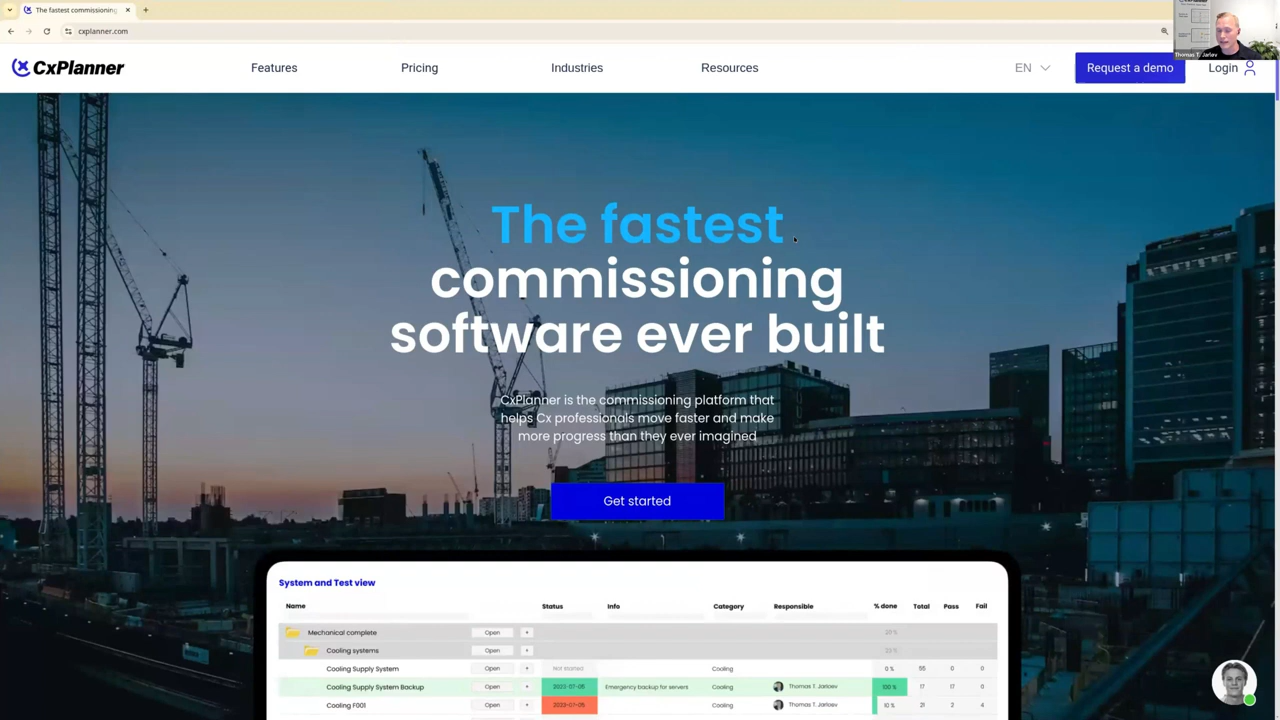 The fastest commissioning
cxplanner.com
Thomas T. Jarløv
CxPlanner
Features
Pricing
Industries
Resources
EN
Request a demo
Login
The fastest
commissioning
software ever built
CxPlanner is the commissioning platform that
helps Cx professionals move faster and make
more progress than they ever imagined
Get started
System and Test view
Name Status Info Category Responsible % done Total Pass Fail
Mechanical complete Open +
Cooling systems Open +
Cooling Supply System Open + Not started Cooling 0 % 55 0 0
Cooling Supply System Backup Open + 2023-07-05 Emergency backup for servers Cooling Thomas T. Jarloev 100 % 17 17 0
Cooling F001 Open + 2023-07-05 Cooling Thomas T. Jarloev 10 % 21 2 4